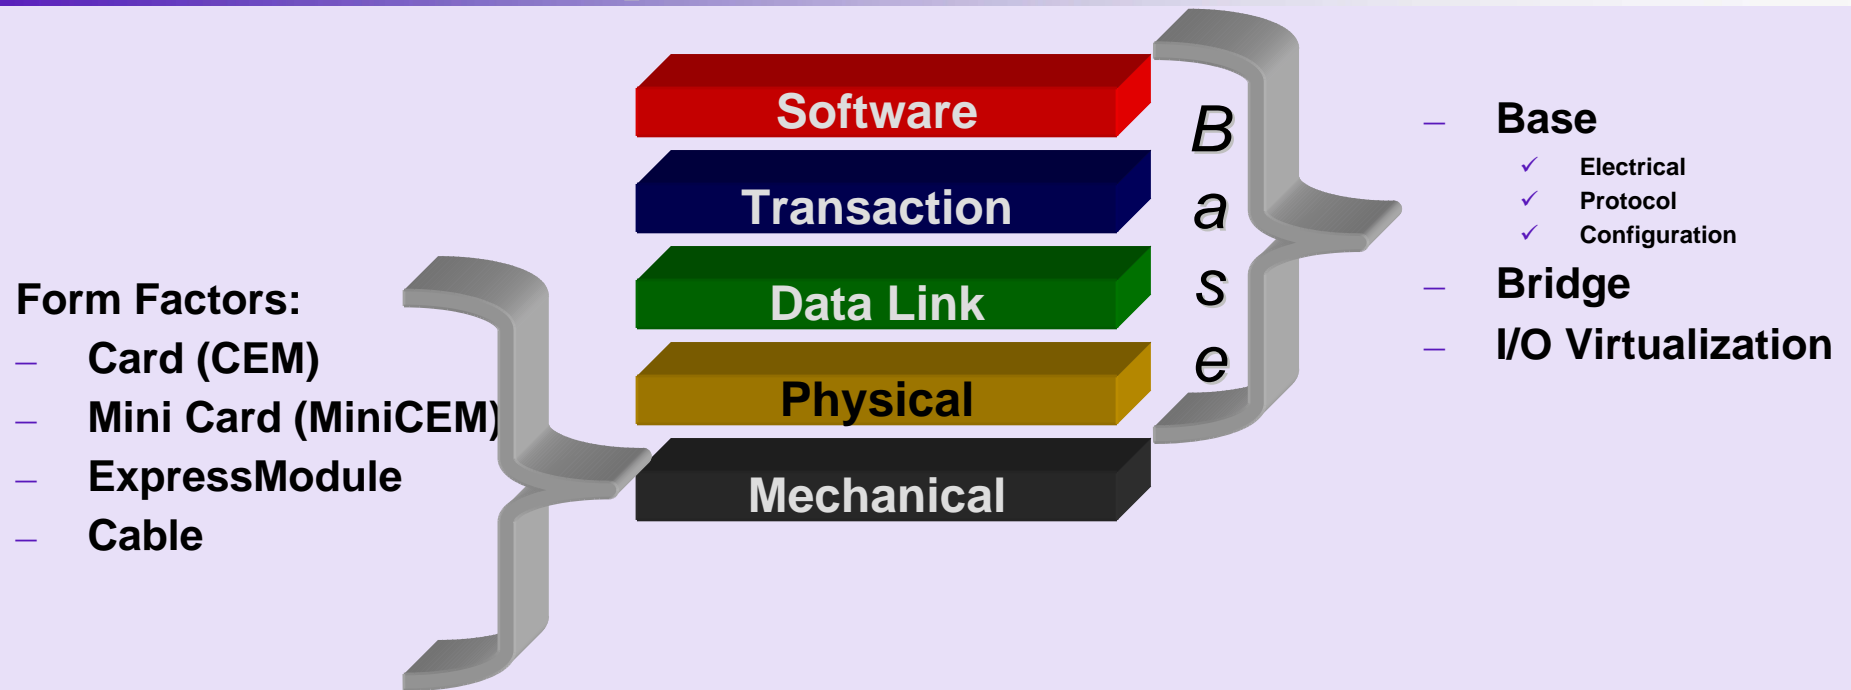 Software
Transaction
Data Link
Physical
Mechanical
B
a
s
e
Form Factors:
– Card (CEM)
– Mini Card (MiniCEM)
– ExpressModule
– Cable
– Base
✓ Electrical
✓ Protocol
✓ Configuration
– Bridge
– I/O Virtualization